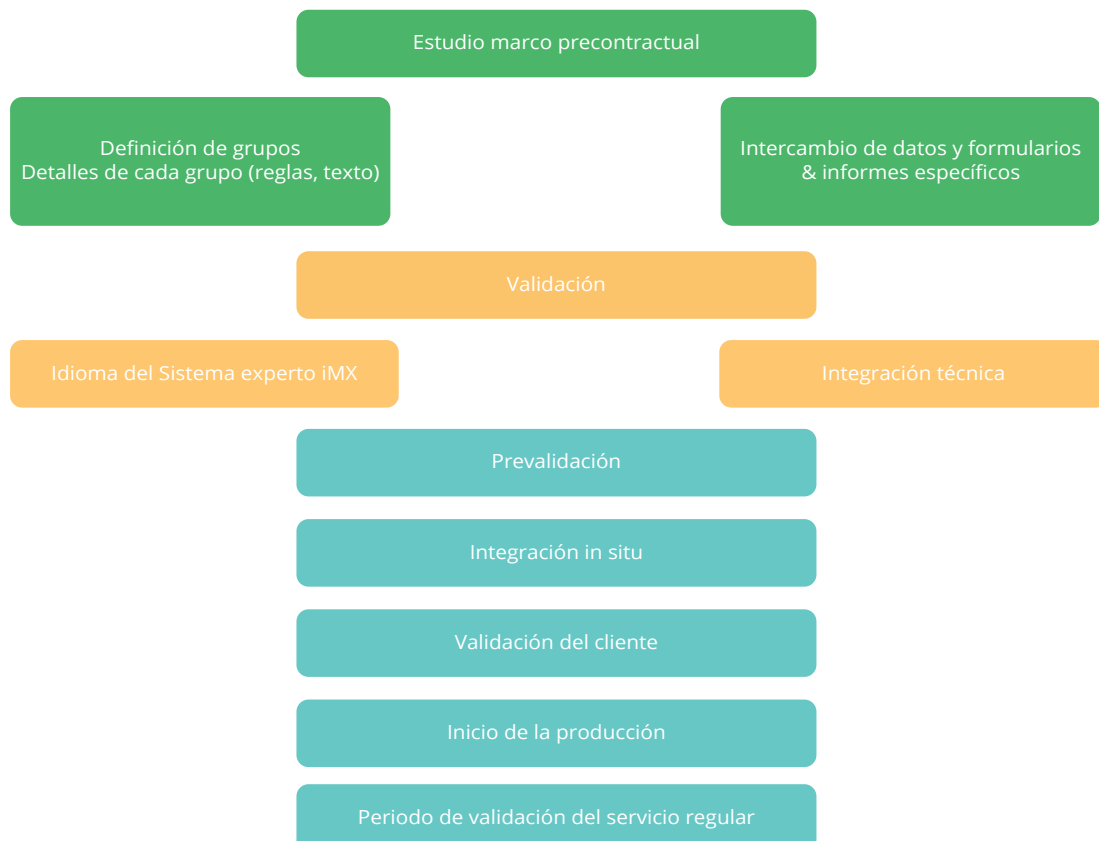 Estudio marco precontractual
Definición de grupos
Detalles de cada grupo (reglas, texto)
Intercambio de datos y formularios
& informes específicos
Validación
Idioma del Sistema experto iMX
Integración técnica
Prevalidación
Integración in situ
Validación del cliente
Inicio de la producción
Periodo de validación del servicio regular